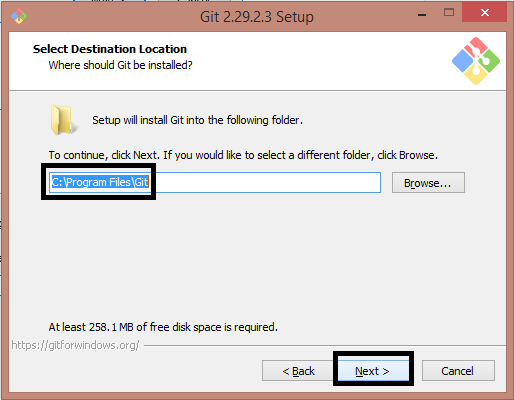 Git 2.29.2.3 Setup
Select Destination Location
Where should Git be installed?
Setup will install Git into the following folder.
To continue, click Next. If you would like to select a different folder, click Browse.
C:\Program Files\Git
Browse...
At least 258.1 MB of free disk space is required.
https://gitforwindows.org/
< Back
Next >
Cancel